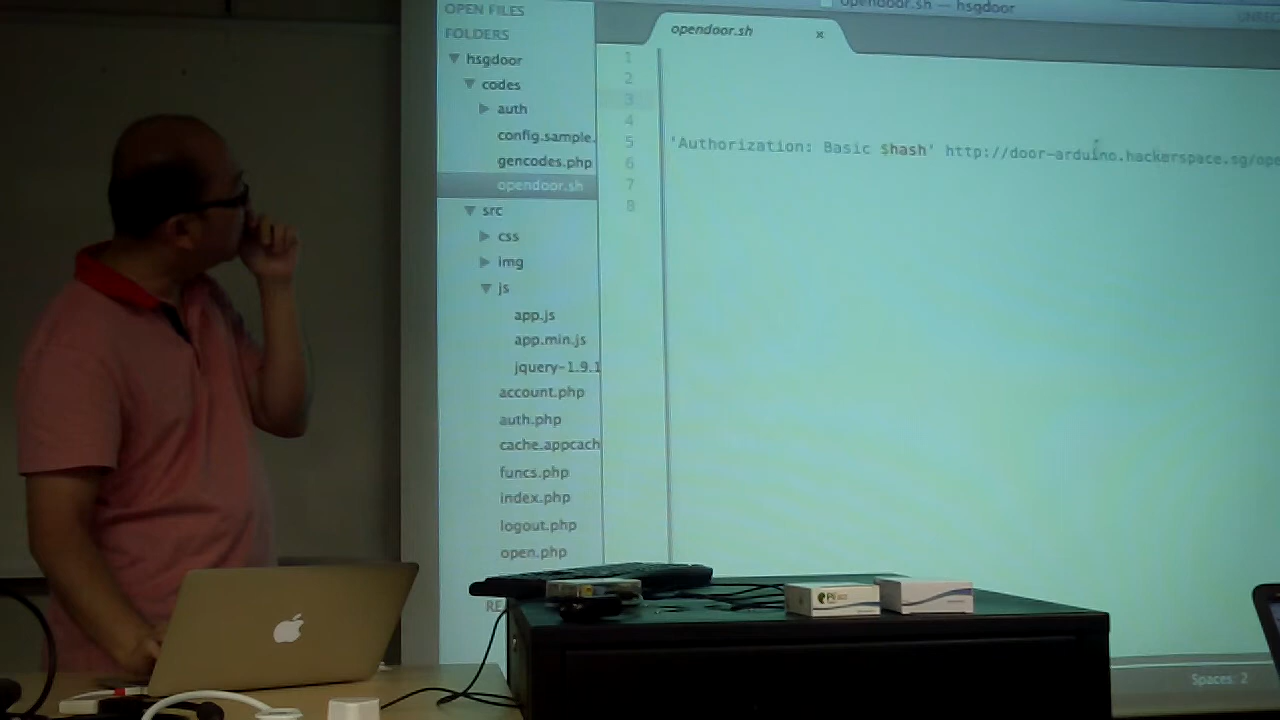 opendoor.sh — hsgdoor
OPEN FILES
FOLDERS
hsgdoor
codes
auth
config.sample.
gencodes.php
opendoor.sh
src
css
img
js
app.js
app.min.js
jquery-1.9.1
account.php
auth.php
cache.appcach
funcs.php
index.php
logout.php
open.php
opendoor.sh x
1
2
3
4
5
6
7
8
'Authorization: Basic $hash' http://door-arduino.hackerspace.sg/ope
Spaces: 2